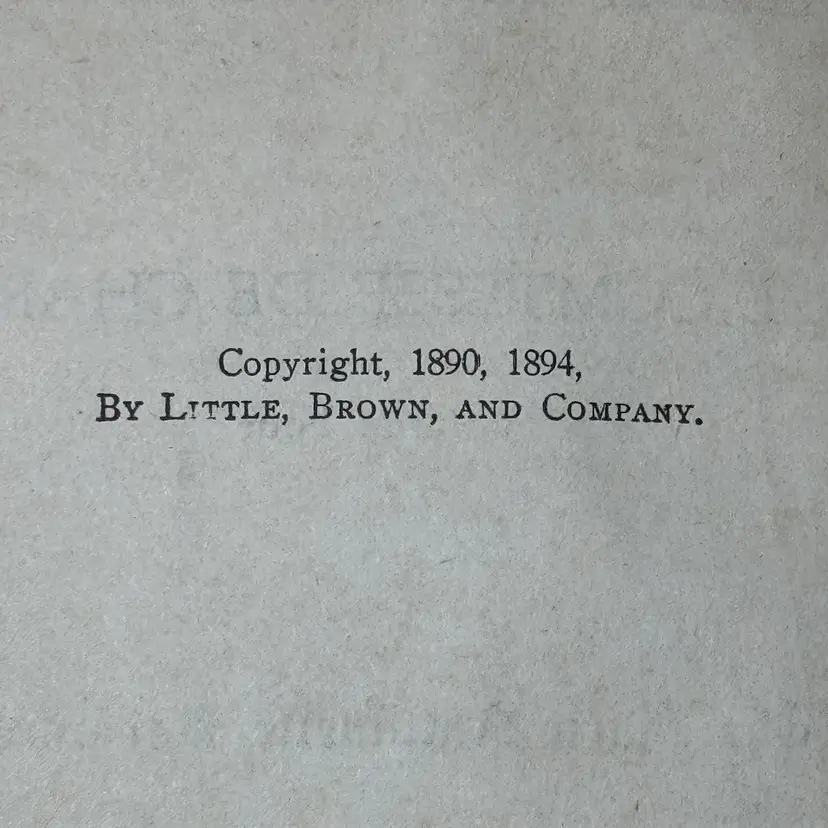 Copyright, 1890, 1894,
By Little, Brown, and Company.